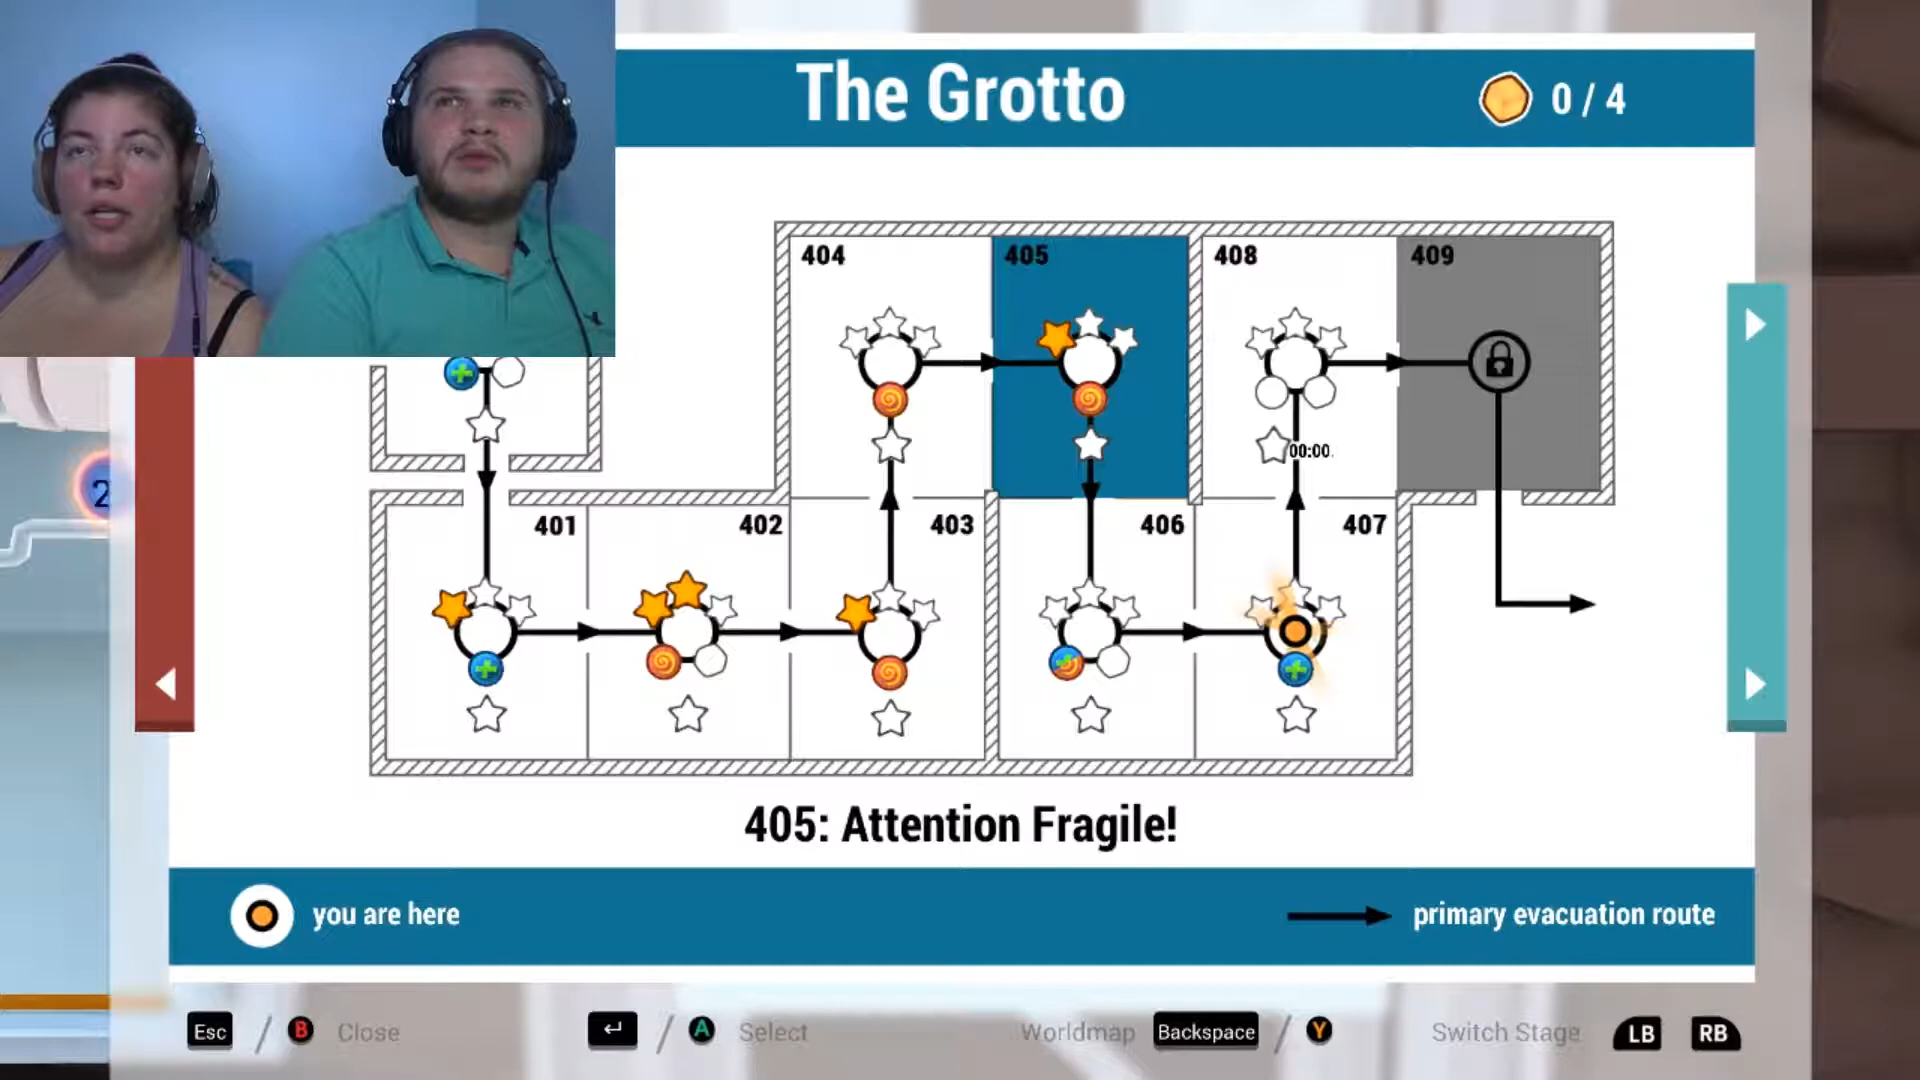 The Grotto
0 / 4
404
405
408
409
00:00.
2
401
402
403
406
407
405: Attention Fragile!
you are here
primary evacuation route
Esc / B Close
↵ / A Select
Worldmap Backspace / Y
Switch Stage LB RB